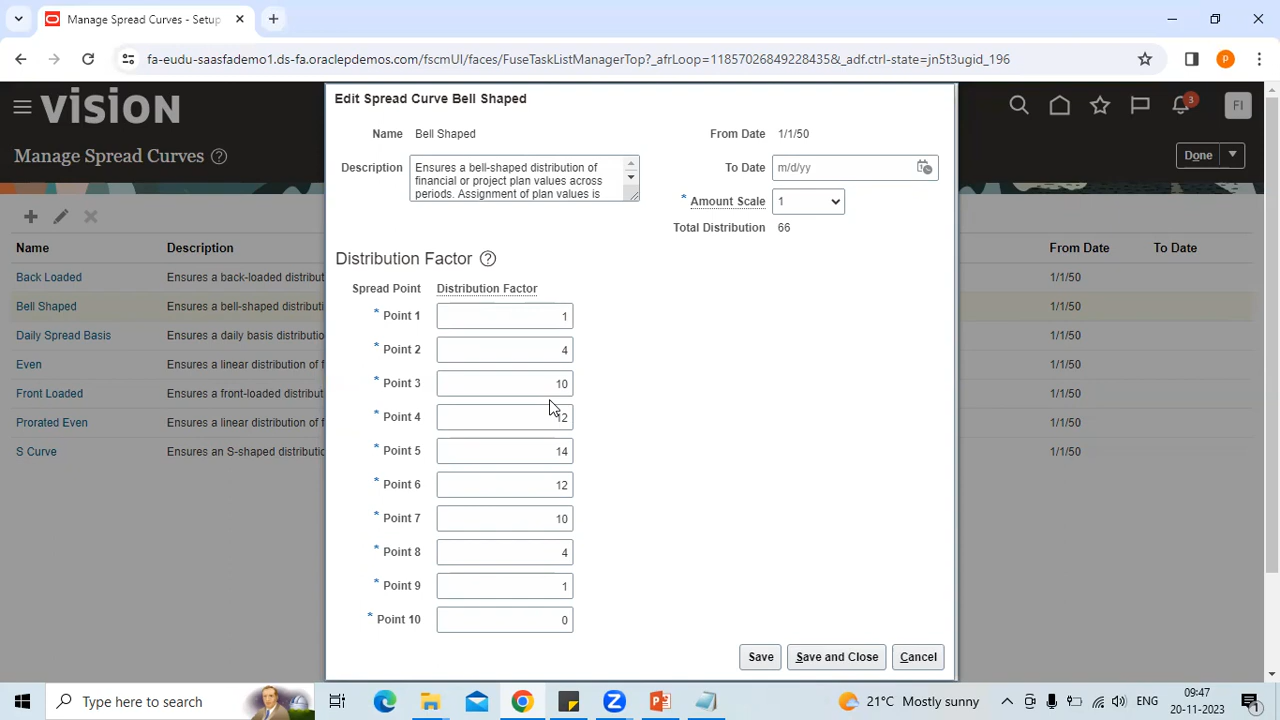 Manage Spread Curves - Setup
fa-eudu-saasfademo1.ds-fa.oraclepdemos.com/fscmUI/faces/FuseTaskListManagerTop?_afrLoop=11857026849228435&_adf.ctrl-state=jn5t3ugid_196
P
VISION
3
FI
Manage Spread Curves ?
Done
Edit Spread Curve Bell Shaped
Name Bell Shaped From Date 1/1/50
Description Ensures a bell-shaped distribution of
financial or project plan values across
periods. Assignment of plan values is
To Date m/d/yy
* Amount Scale 1
Total Distribution 66
Distribution Factor ?
Spread Point Distribution Factor
* Point 1 1
* Point 2 4
* Point 3 10
* Point 4 12
* Point 5 14
* Point 6 12
* Point 7 10
* Point 8 4
* Point 9 1
* Point 10 0
Save Save and Close Cancel
Name Description From Date To Date
Back Loaded Ensures a back-loaded distribut 1/1/50
Bell Shaped Ensures a bell-shaped distributi 1/1/50
Daily Spread Basis Ensures a daily basis distributi 1/1/50
Even Ensures a linear distribution of f 1/1/50
Front Loaded Ensures a front-loaded distribut 1/1/50
Prorated Even Ensures a linear distribution of f 1/1/50
S Curve Ensures an S-shaped distributi 1/1/50
Type here to search
21°C Mostly sunny
ENG
09:47
20-11-2023
1